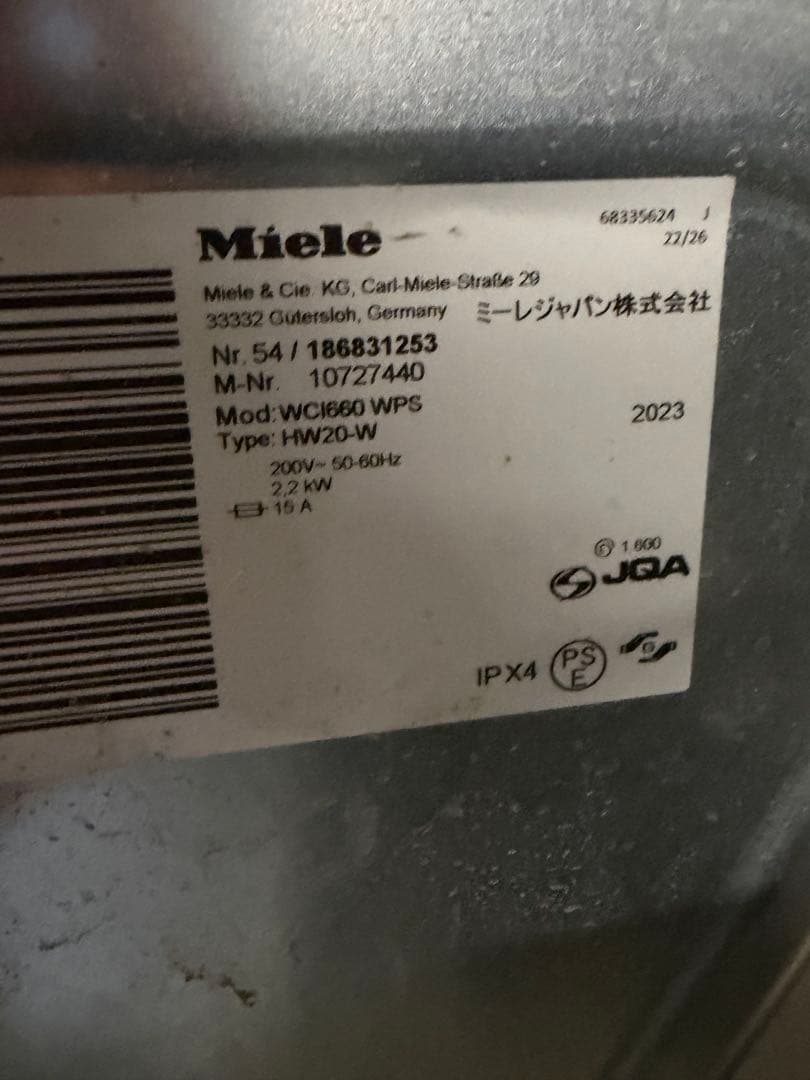 68335624 J
22/26
Miele
Miele & Cie. KG, Carl-Miele-Straße 29
33332 Gütersloh, Germany ミーレジャパン株式会社
Nr. 54 / 186831253
M-Nr. 10727440
Mod: WCI660 WPS
2023
Type: HW20-W
200V~ 50-60Hz
2,2 kW
15 A
1 600
JQA
IPX4 PSE